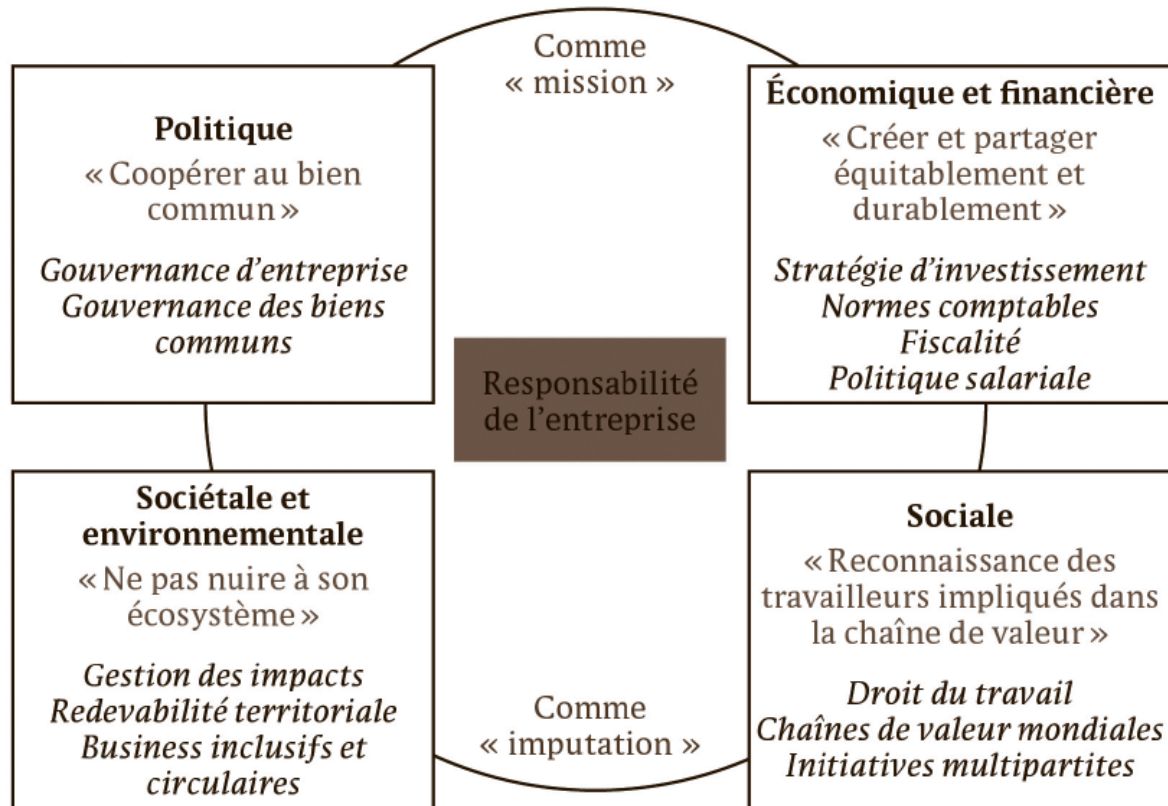 Comme
« mission »
Politique
« Coopérer au bien
commun »
Gouvernance d'entreprise
Gouvernance des biens
communs
Économique et financière
« Créer et partager
équitablement et
durablement »
Stratégie d'investissement
Normes comptables
Fiscalité
Politique salariale
Responsabilité
de l'entreprise
Sociétale et
environnementale
« Ne pas nuire à son
écosystème »
Gestion des impacts
Redevabilité territoriale
Business inclusifs et
circulaires
Sociale
« Reconnaissance des
travailleurs impliqués dans
la chaîne de valeur »
Droit du travail
Chaînes de valeur mondiales
Initiatives multipartites
Comme
« imputation »